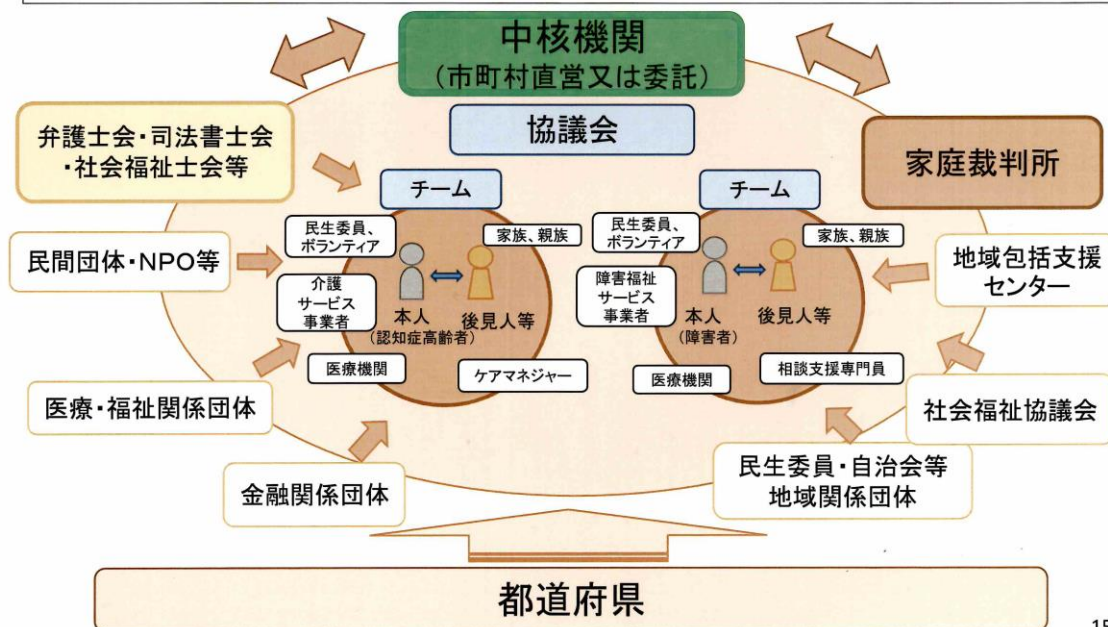 中核機関
(市町村直営又は委託)
協議会
弁護士会・司法書士会
・社会福祉士会等
家庭裁判所
チーム
民生委員、
ボランティア
家族、親族
介護
サービス
事業者
本人
(認知症高齢者)
後見人等
医療機関
ケアマネジャー
チーム
民生委員、
ボランティア
家族、親族
障害福祉
サービス
事業者
本人
(障害者)
後見人等
医療機関
相談支援専門員
民間団体・NPO等
地域包括支援
センター
医療・福祉関係団体
社会福祉協議会
金融関係団体
民生委員・自治会等
地域関係団体
都道府県